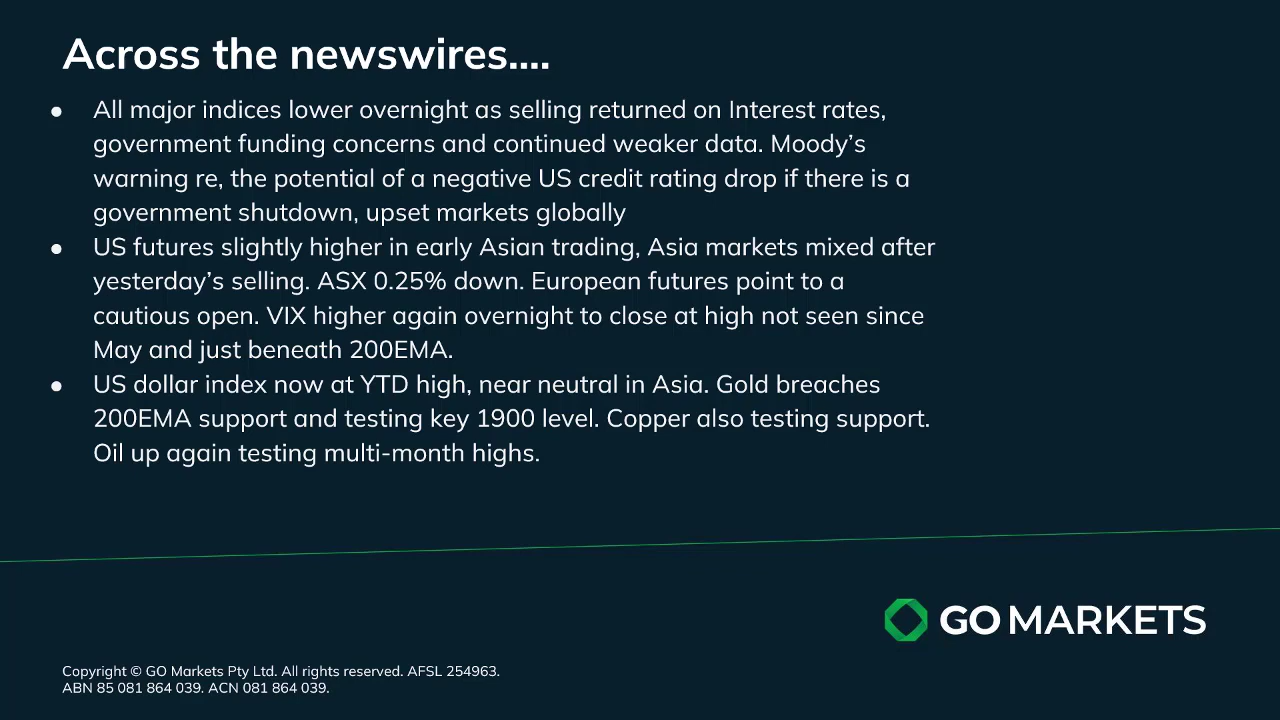 Across the newswires....
● All major indices lower overnight as selling returned on Interest rates,
government funding concerns and continued weaker data. Moody’s
warning re, the potential of a negative US credit rating drop if there is a
government shutdown, upset markets globally
● US futures slightly higher in early Asian trading, Asia markets mixed after
yesterday’s selling. ASX 0.25% down. European futures point to a
cautious open. VIX higher again overnight to close at high not seen since
May and just beneath 200EMA.
● US dollar index now at YTD high, near neutral in Asia. Gold breaches
200EMA support and testing key 1900 level. Copper also testing support.
Oil up again testing multi-month highs.
GO MARKETS
Copyright © GO Markets Pty Ltd. All rights reserved. AFSL 254963.
ABN 85 081 864 039. ACN 081 864 039.